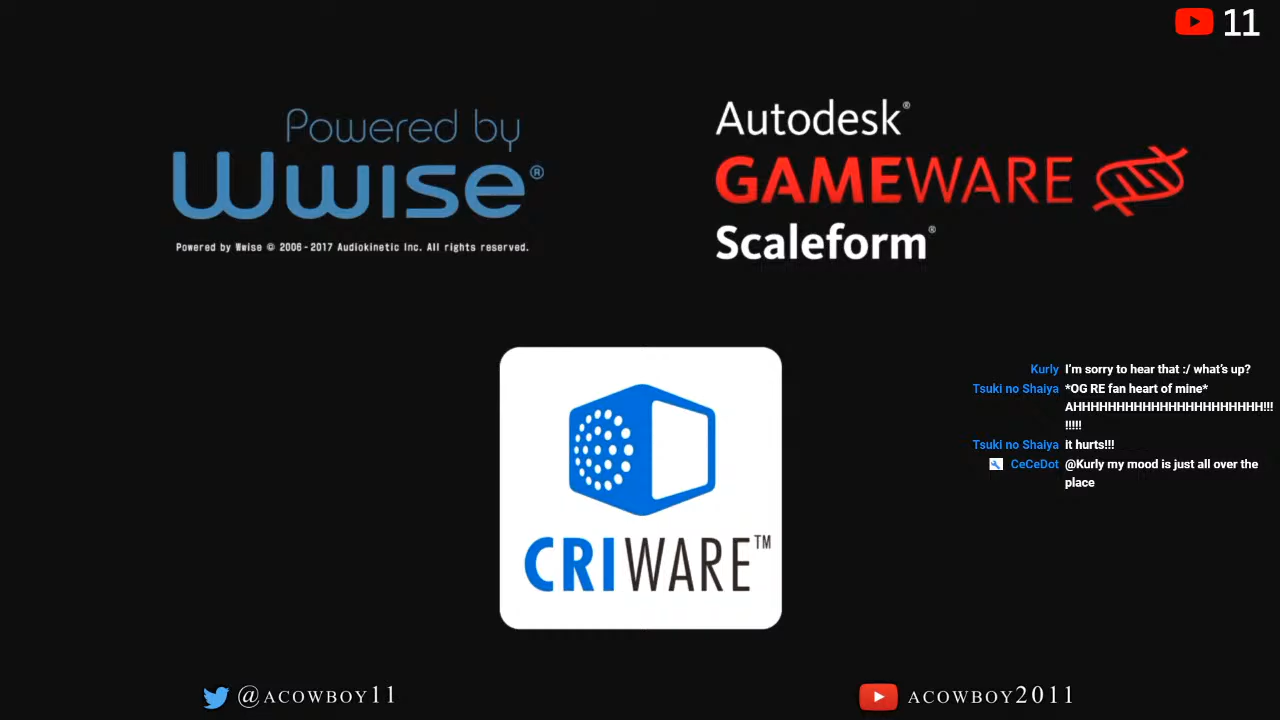 11
Powered by
Wwise®
Powered by Wwise © 2006-2017 Audiokinetic Inc. All rights reserved.
Autodesk®
GAMEWARE
Scaleform®
CRIWARE™
Kurly I'm sorry to hear that :/ what's up?
Tsuki no Shaiya *OG RE fan heart of mine*
AHHHHHHHHHHHHHHHHHHHHHH!!!
!!!!!
Tsuki no Shaiya it hurts!!!
CeCeDot @Kurly my mood is just all over the
place
@ACOWBOY11
ACOWBOY2011